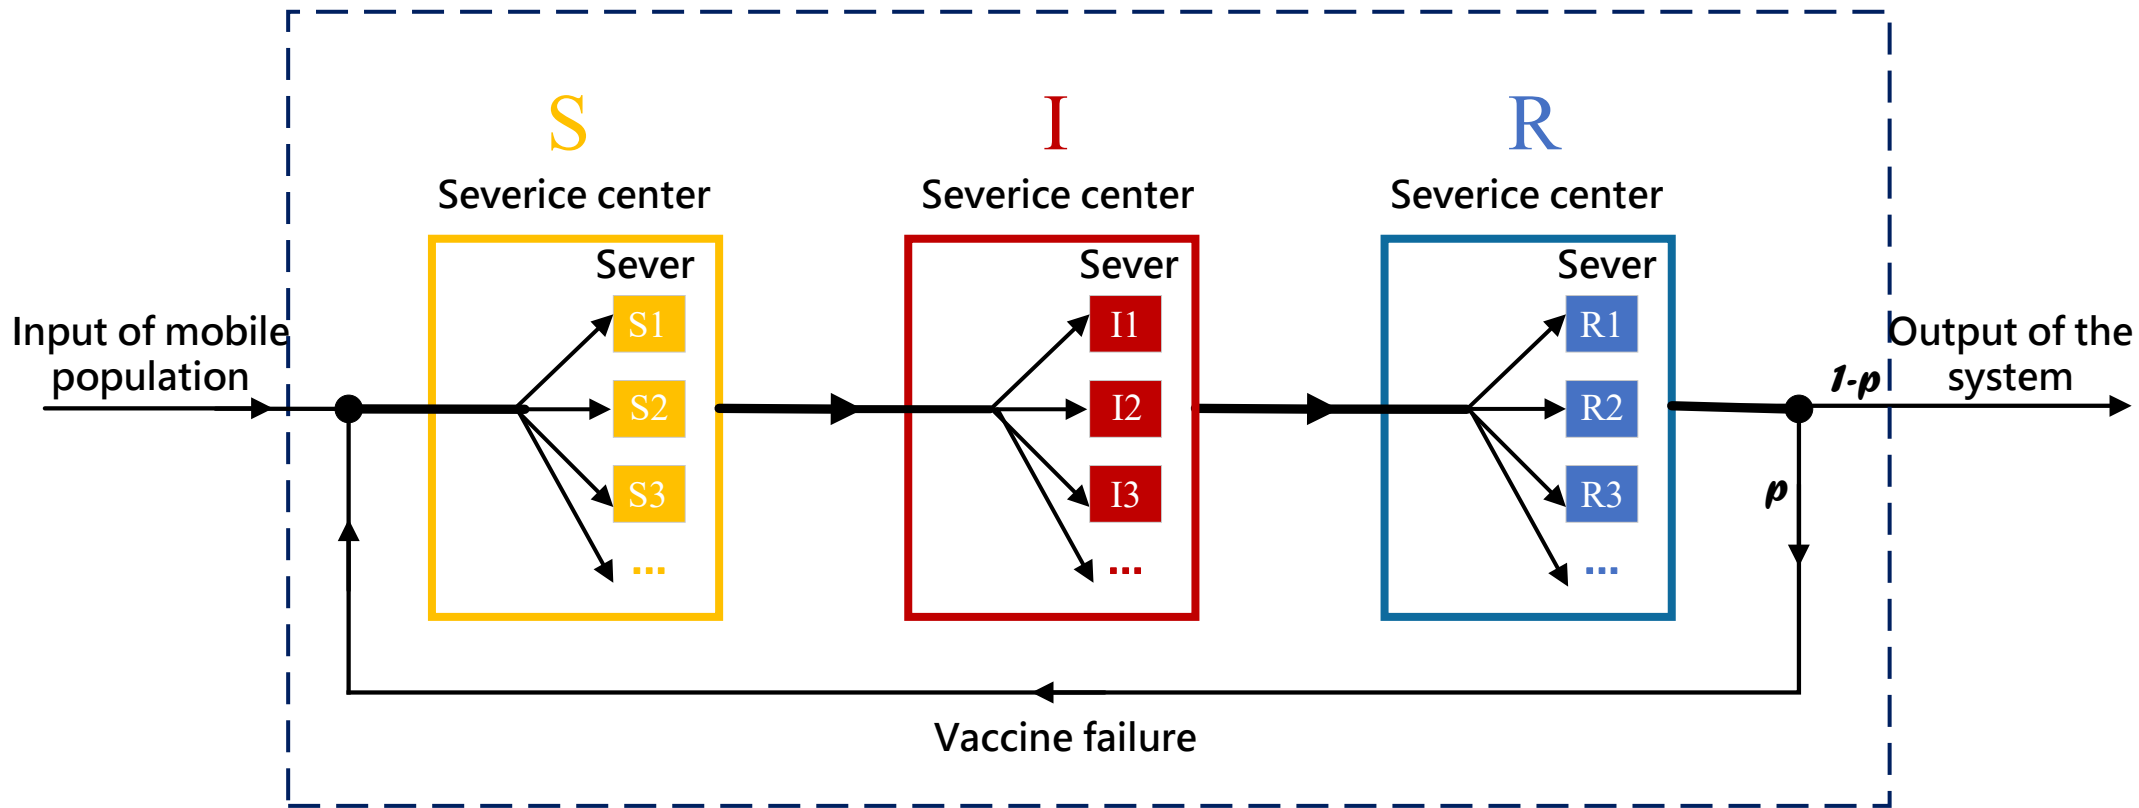 S
I
R
Severice center
Severice center
Severice center
Sever
Sever
Sever
S1
I1
R1
Input of mobile
population
Output of the
system
1-p
S2
I2
R2
S3
I3
R3
p
...
...
...
Vaccine failure